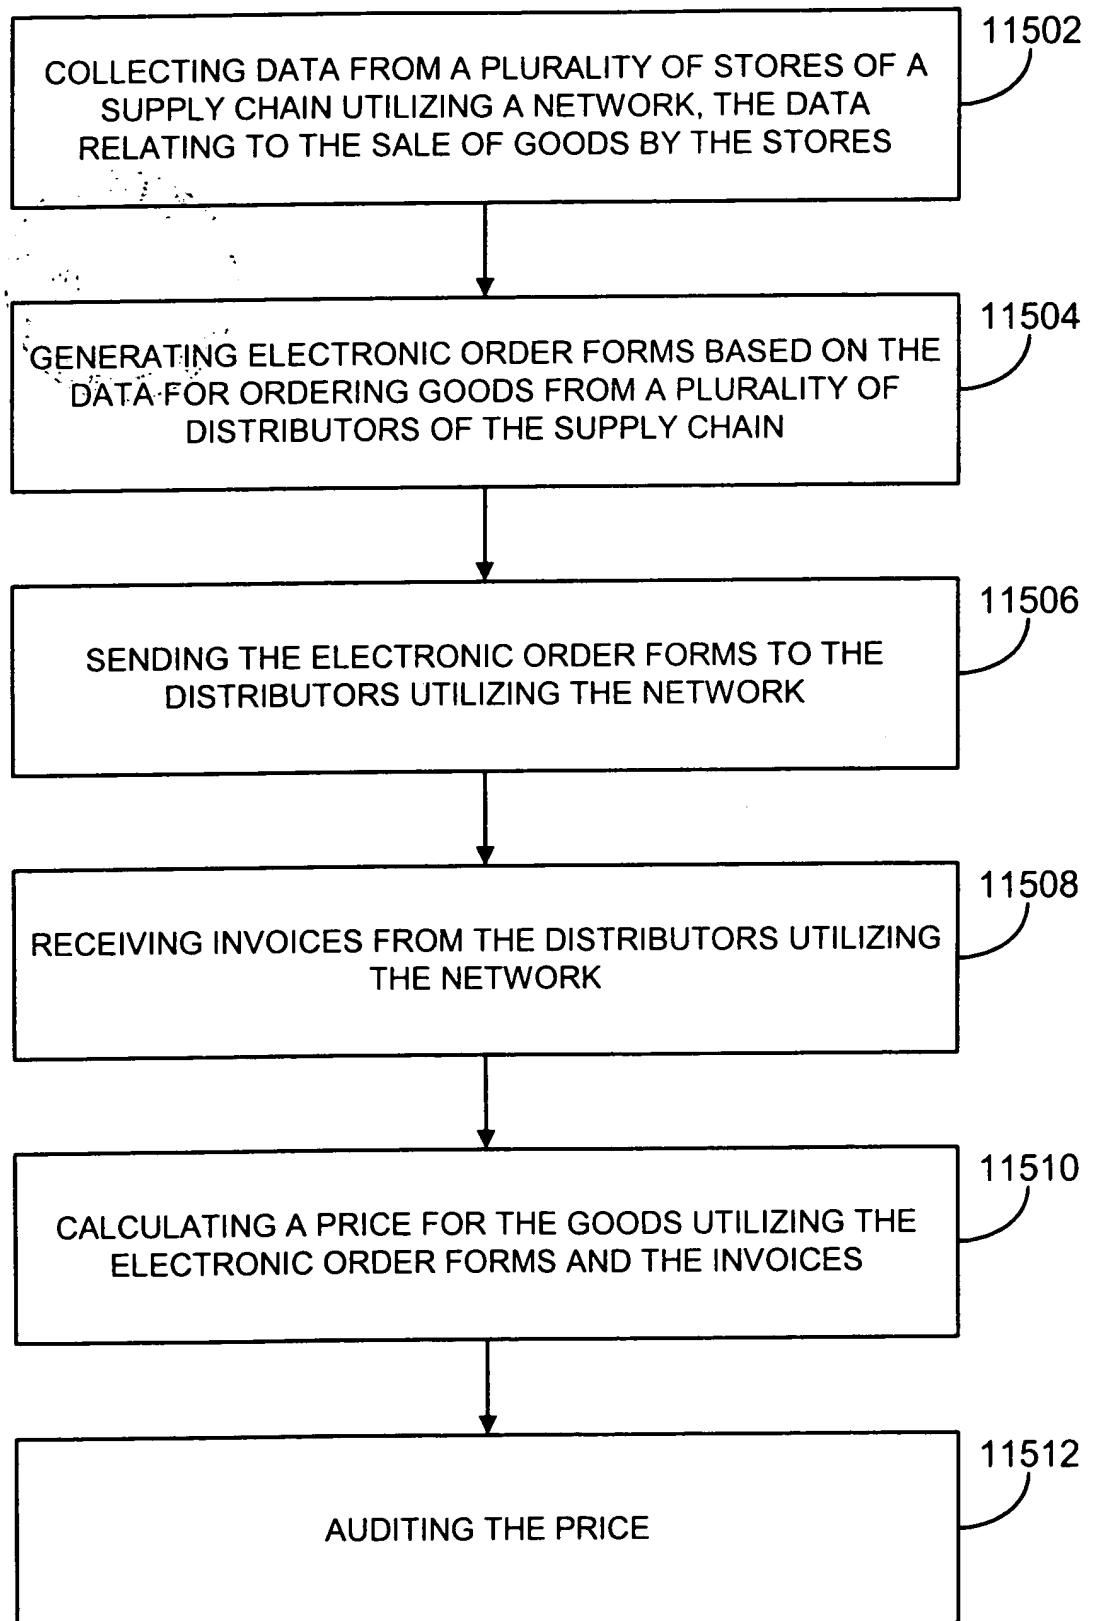 11502
COLLECTING DATA FROM A PLURALITY OF STORES OF A
SUPPLY CHAIN UTILIZING A NETWORK, THE DATA
RELATING TO THE SALE OF GOODS BY THE STORES
11504
GENERATING ELECTRONIC ORDER FORMS BASED ON THE
DATA FOR ORDERING GOODS FROM A PLURALITY OF
DISTRIBUTORS OF THE SUPPLY CHAIN
11506
SENDING THE ELECTRONIC ORDER FORMS TO THE
DISTRIBUTORS UTILIZING THE NETWORK
11508
RECEIVING INVOICES FROM THE DISTRIBUTORS UTILIZING
THE NETWORK
11510
CALCULATING A PRICE FOR THE GOODS UTILIZING THE
ELECTRONIC ORDER FORMS AND THE INVOICES
11512
AUDITING THE PRICE